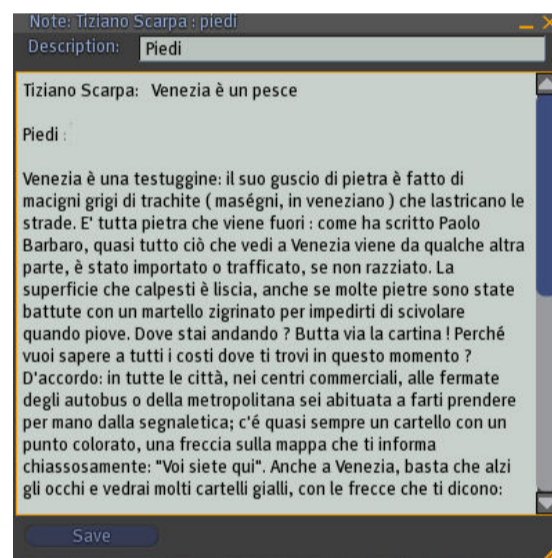 Note: Tiziano Scarpa : piedi
Description: Piedi
Tiziano Scarpa: Venezia è un pesce
Piedi :
Venezia è una testuggine: il suo guscio di pietra è fatto di
macigni grigi di trachite ( maségni, in veneziano ) che lastricano le
strade. E' tutta pietra che viene fuori : come ha scritto Paolo
Barbaro, quasi tutto ciò che vedi a Venezia viene da qualche altra
parte, è stato importato o trafficato, se non razziato. La
superficie che calpesti è liscia, anche se molte pietre sono state
battute con un martello zigrinato per impedirti di scivolare
quando piove. Dove stai andando ? Butta via la cartina ! Perché
vuoi sapere a tutti i costi dove ti trovi in questo momento ?
D'accordo: in tutte le città, nei centri commerciali, alle fermate
degli autobus o della metropolitana sei abituata a farti prendere
per mano dalla segnaletica; c'é quasi sempre un cartello con un
punto colorato, una freccia sulla mappa che ti informa
chiassosamente: "Voi siete qui". Anche a Venezia, basta che alzi
gli occhi e vedrai molti cartelli gialli, con le frecce che ti dicono:
Save